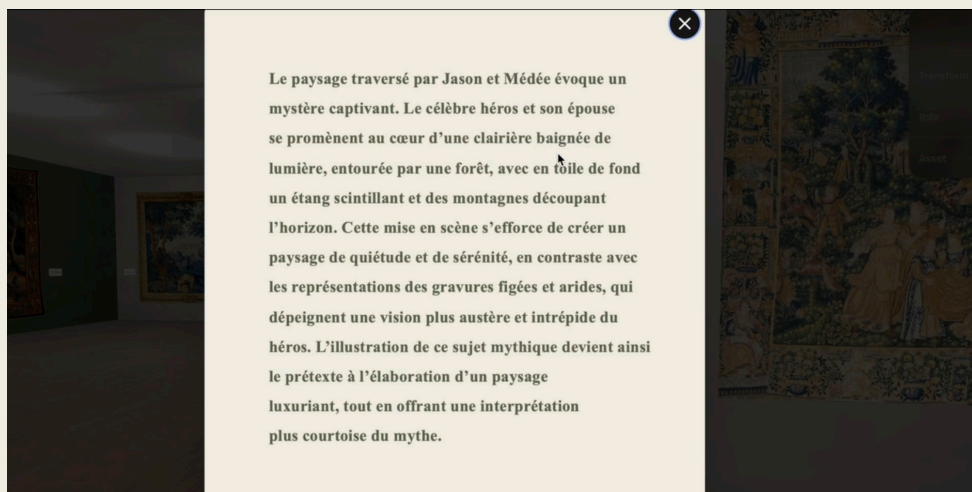 Le paysage traversé par Jason et Médée évoque un
mystère captivant. Le célèbre héros et son épouse
se promènent au cœur d’une clairière baignée de
lumière, entourée par une forêt, avec en toile de fond
un étang scintillant et des montagnes découpant
l’horizon. Cette mise en scène s’efforce de créer un
paysage de quiétude et de sérénité, en contraste avec
les représentations des gravures figées et arides, qui
dépeignent une vision plus austère et intrépide du
héros. L’illustration de ce sujet mythique devient ainsi
le prétexte à l’élaboration d’un paysage
luxuriant, tout en offrant une interprétation
plus courtoise du mythe.
Asset